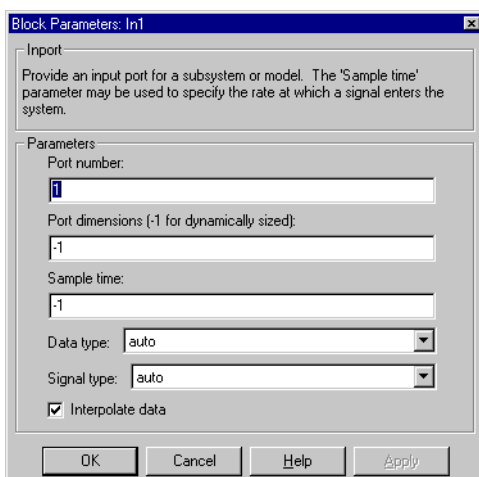 Block Parameters: In1
Inport
Provide an input port for a subsystem or model. The 'Sample time'
parameter may be used to specify the rate at which a signal enters the
system.
Parameters
Port number:
1
Port dimensions (-1 for dynamically sized):
-1
Sample time:
-1
Data type: auto
Signal type: auto
Interpolate data
OK Cancel Help Apply